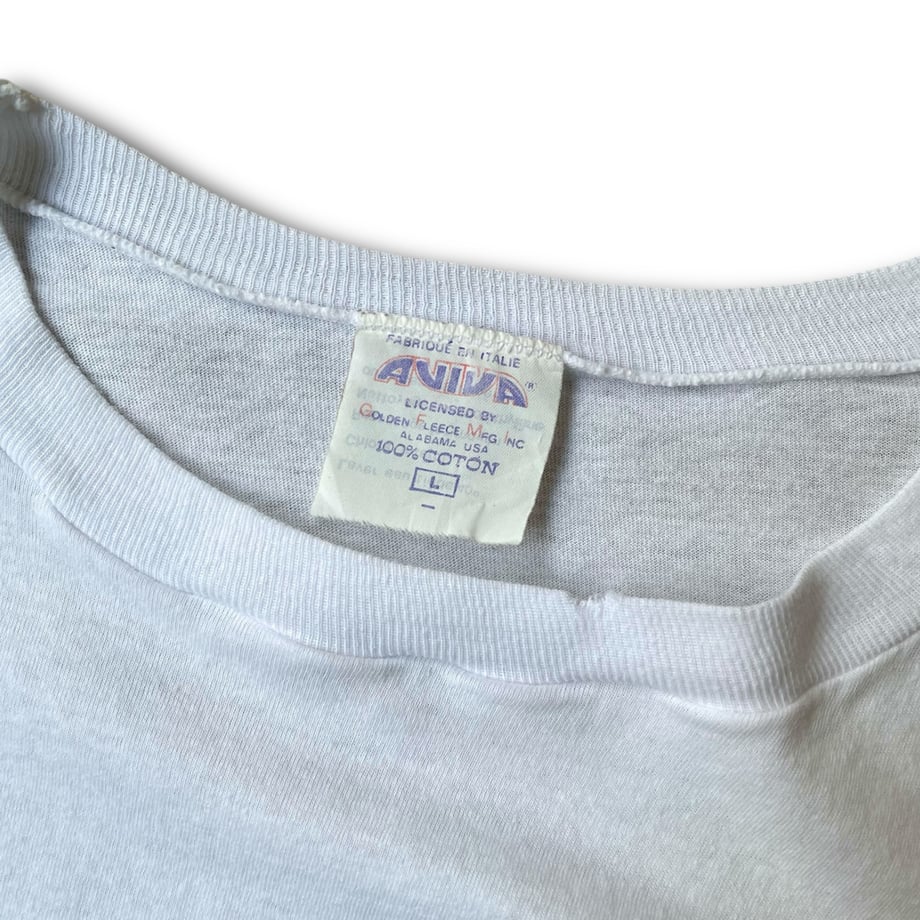 FABRIQUÉ EN ITALIE
AVIVA ®
LICENSED BY
GOLDEN FLEECE MFG INC
ALABAMA USA
100% COTON
L